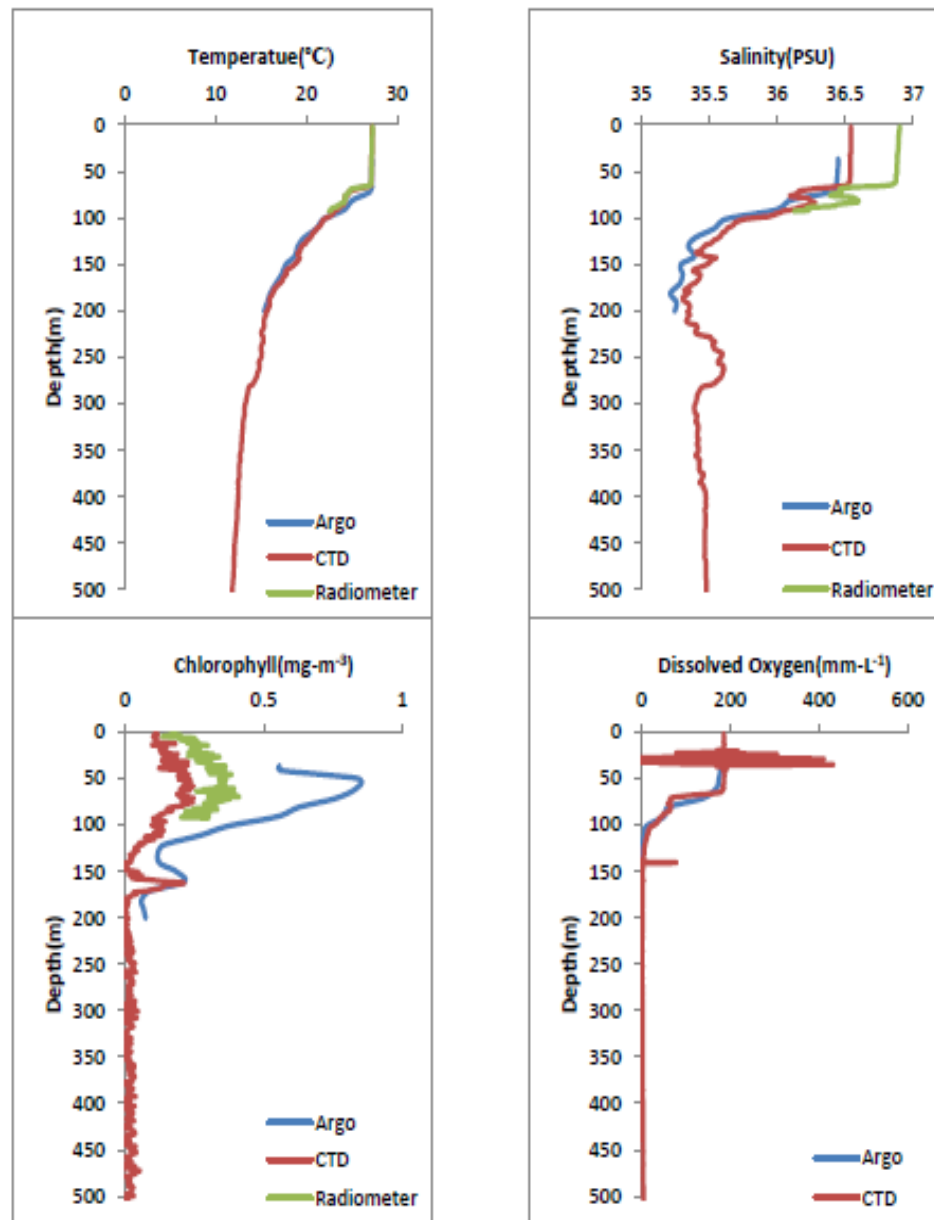 Temperatue(°C)
0 10 20 30
0
50
100
150
200
250
300
350
400
450
500
Depth(m)
Argo
CTD
Radiometer
Salinity(PSU)
35 35.5 36 36.5 37
0
50
100
150
200
250
300
350
400
450
500
Depth(m)
Argo
CTD
Radiometer
Chlorophyll(mg-m⁻³)
0 0.5 1
0
50
100
150
200
250
300
350
400
450
500
Depth(m)
Argo
CTD
Radiometer
Dissolved Oxygen(mm-L⁻¹)
0 200 400 600
0
50
100
150
200
250
300
350
400
450
500
Depth(m)
Argo
CTD